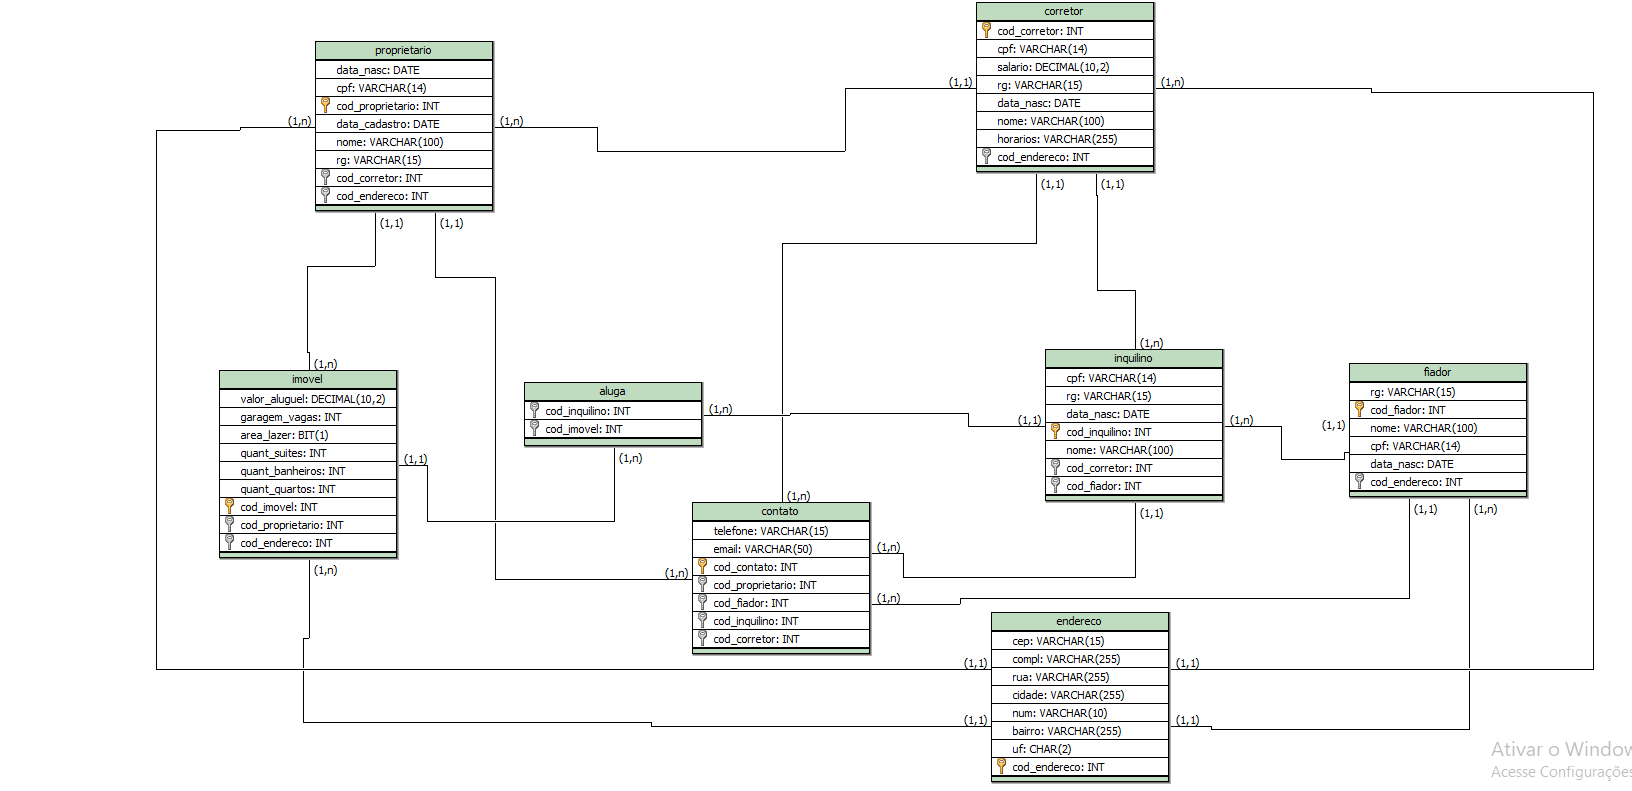 proprietario
data_nasc: DATE
cpf: VARCHAR(14)
cod_proprietario: INT
data_cadastro: DATE
nome: VARCHAR(100)
rg: VARCHAR(15)
cod_corretor: INT
cod_endereco: INT
(1,n)
(1,n)
(1,1)
(1,1)
corretor
cod_corretor: INT
cpf: VARCHAR(14)
salario: DECIMAL(10,2)
rg: VARCHAR(15)
data_nasc: DATE
nome: VARCHAR(100)
horarios: VARCHAR(255)
cod_endereco: INT
(1,1)
(1,n)
(1,1)
(1,1)
(1,n)
imovel
valor_aluguel: DECIMAL(10,2)
garagem_vagas: INT
area_lazer: BIT(1)
quant_suites: INT
quant_banheiros: INT
quant_quartos: INT
cod_imovel: INT
cod_proprietario: INT
cod_endereco: INT
(1,1)
(1,n)
aluga
cod_inquilino: INT
cod_imovel: INT
(1,n)
(1,n)
(1,n)
inquilino
cpf: VARCHAR(14)
rg: VARCHAR(15)
data_nasc: DATE
cod_inquilino: INT
nome: VARCHAR(100)
cod_corretor: INT
cod_fiador: INT
(1,1)
(1,n)
(1,1)
fiador
rg: VARCHAR(15)
cod_fiador: INT
nome: VARCHAR(100)
cpf: VARCHAR(14)
data_nasc: DATE
cod_endereco: INT
(1,1)
(1,1)
(1,n)
(1,n)
contato
telefone: VARCHAR(15)
email: VARCHAR(50)
cod_contato: INT
cod_proprietario: INT
cod_fiador: INT
cod_inquilino: INT
cod_corretor: INT
(1,n)
(1,n)
(1,n)
endereco
cep: VARCHAR(15)
compl: VARCHAR(255)
rua: VARCHAR(255)
cidade: VARCHAR(255)
num: VARCHAR(10)
bairro: VARCHAR(255)
uf: CHAR(2)
cod_endereco: INT
(1,1)
(1,1)
(1,1)
(1,1)
Ativar o Window
Acesse Configurações